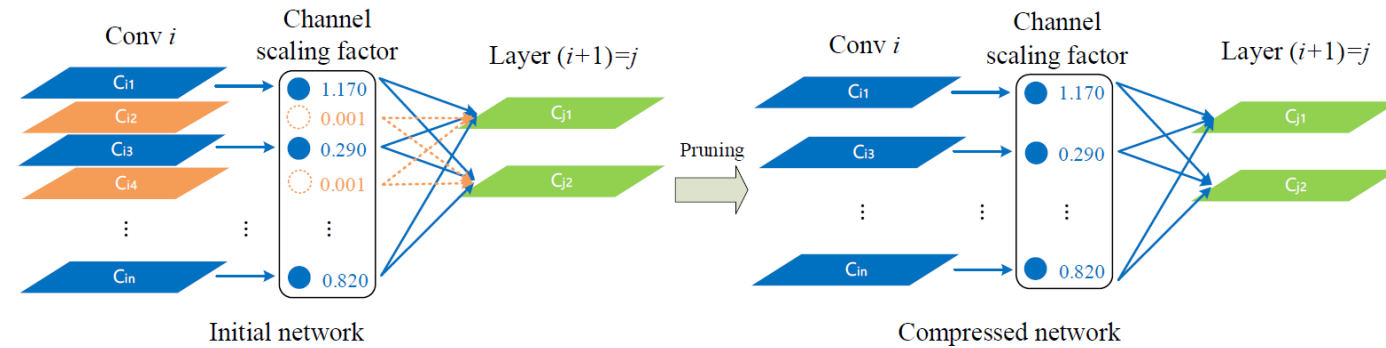 Conv i
Channel
scaling factor
Layer (i+1)=j
Ci1
1.170
Ci2
0.001
Ci3
0.290
Ci4
0.001
Cin
0.820
Cj1
Cj2
Initial network
Pruning
Conv i
Channel
scaling factor
Layer (i+1)=j
Ci1
1.170
Ci3
0.290
Cin
0.820
Cj1
Cj2
Compressed network